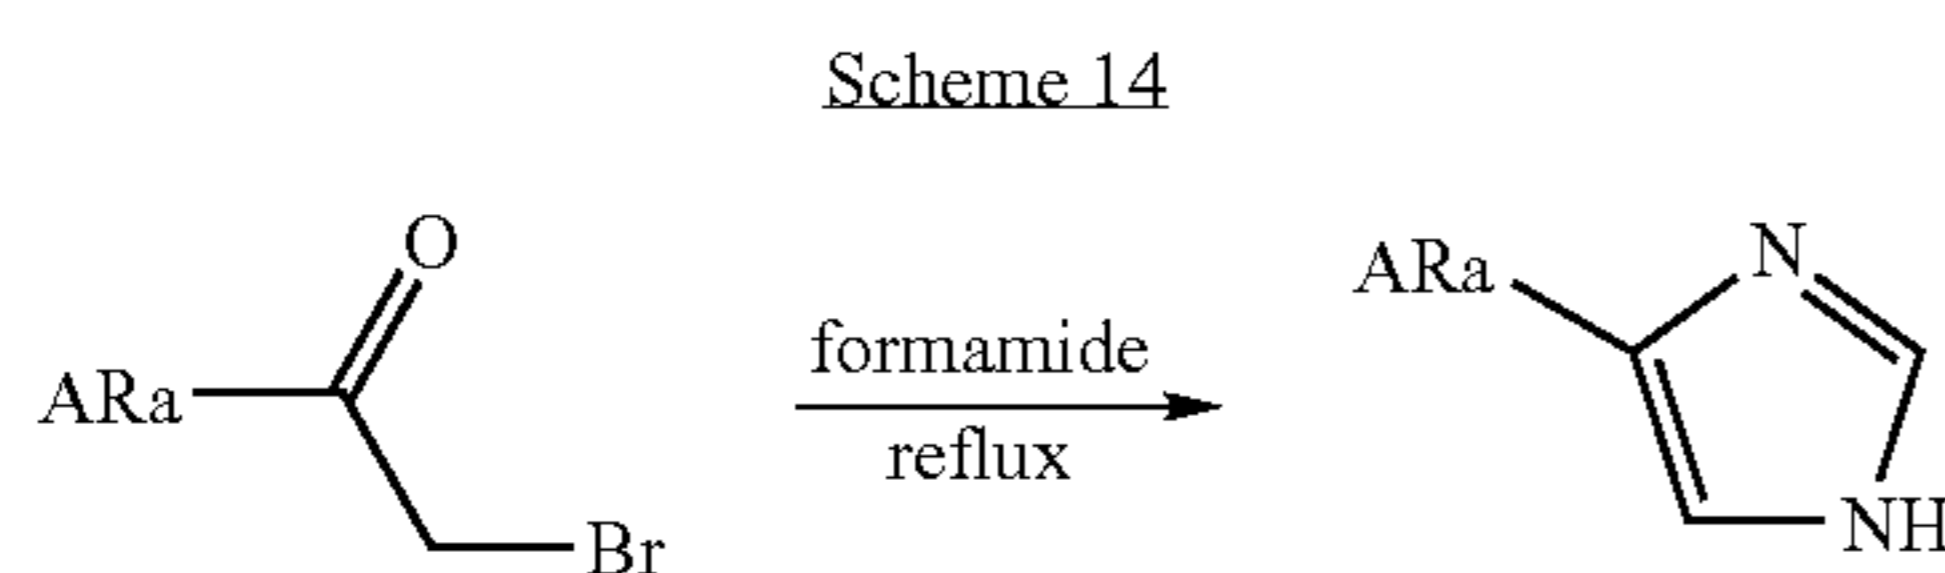 Scheme 14
O
ARa
Br
formamide
reflux
ARa
N
NH